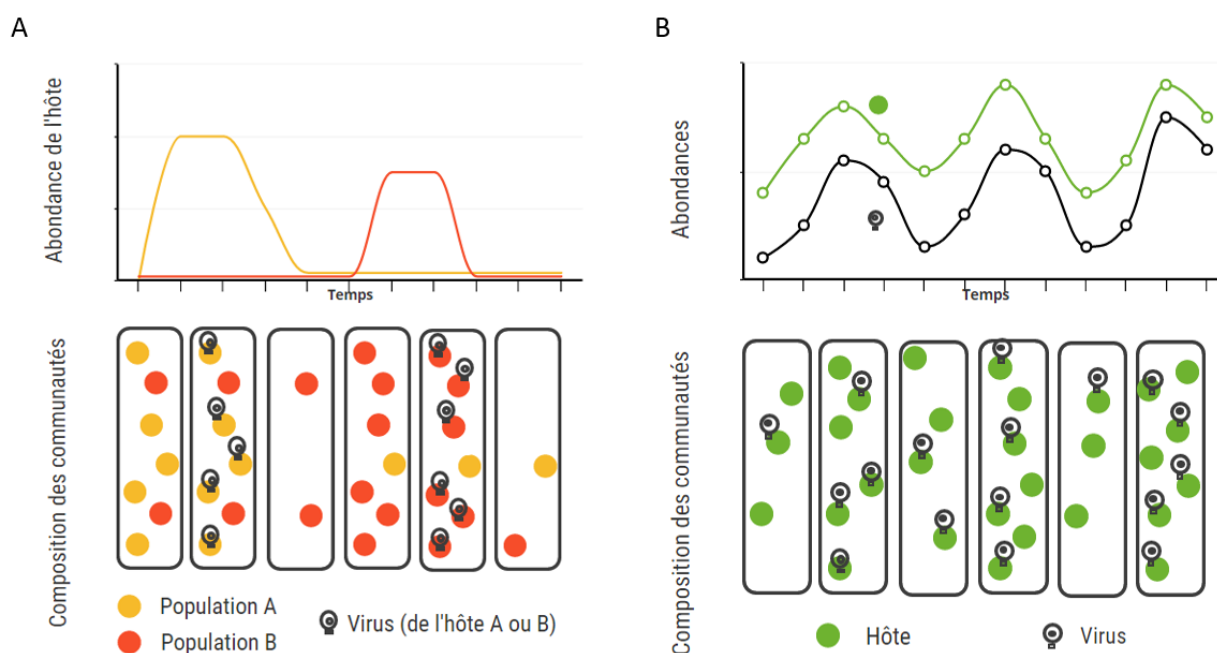 A
Abondance de l'hôte
Temps
Composition des communautés
Population A
Population B
Virus (de l'hôte A ou B)
B
Abondances
Temps
Composition des communautés
Hôte
Virus